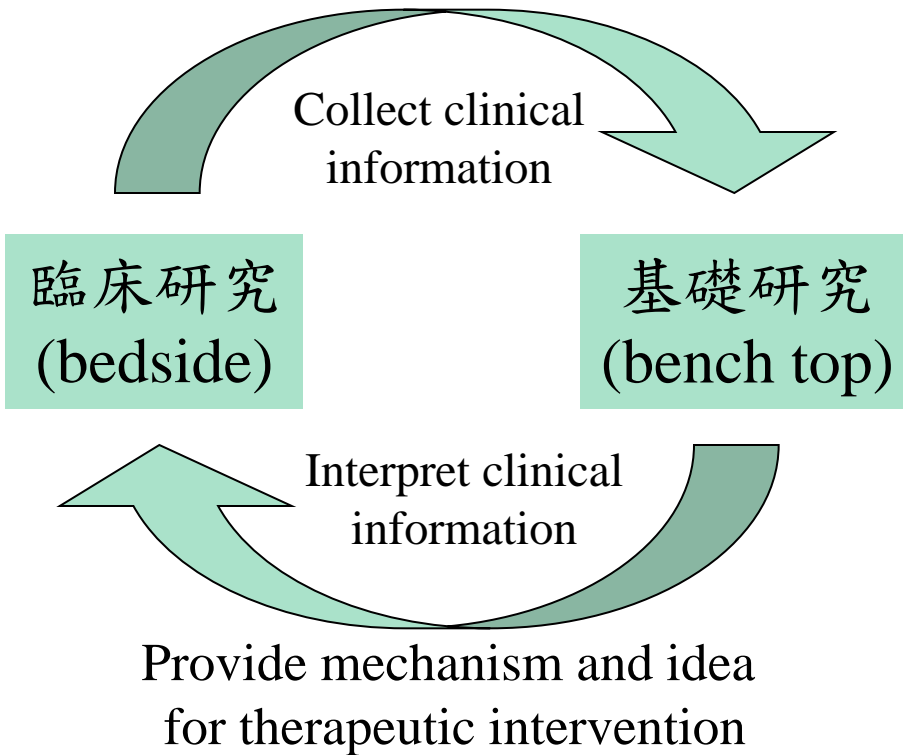 Collect clinical
information
臨床研究
(bedside)
基礎研究
(bench top)
Interpret clinical
information
Provide mechanism and idea
for therapeutic intervention